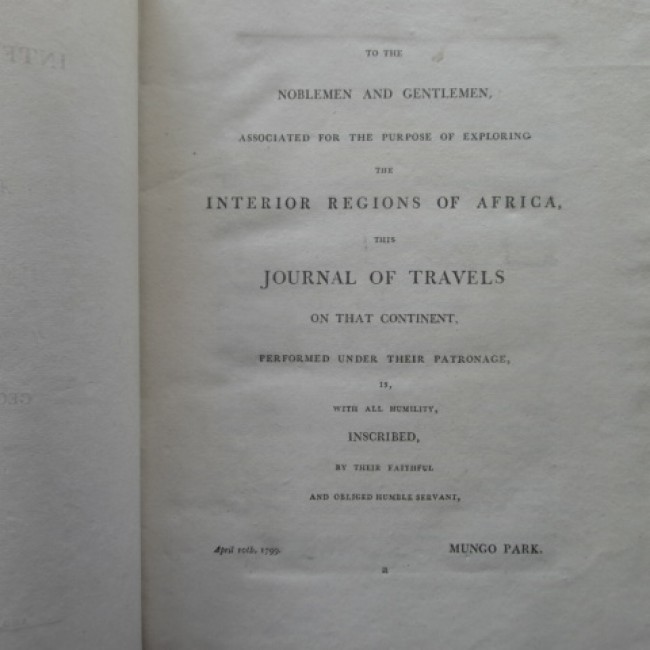 TO THE
NOBLEMEN AND GENTLEMEN,
ASSOCIATED FOR THE PURPOSE OF EXPLORING
THE
INTERIOR REGIONS OF AFRICA,
THIS
JOURNAL OF TRAVELS
ON THAT CONTINENT,
PERFORMED UNDER THEIR PATRONAGE,
IS,
WITH ALL HUMILITY,
INSCRIBED,
BY THEIR FAITHFUL
AND OBLIGED HUMBLE SERVANT,
April 10th, 1799. MUNGO PARK.
a